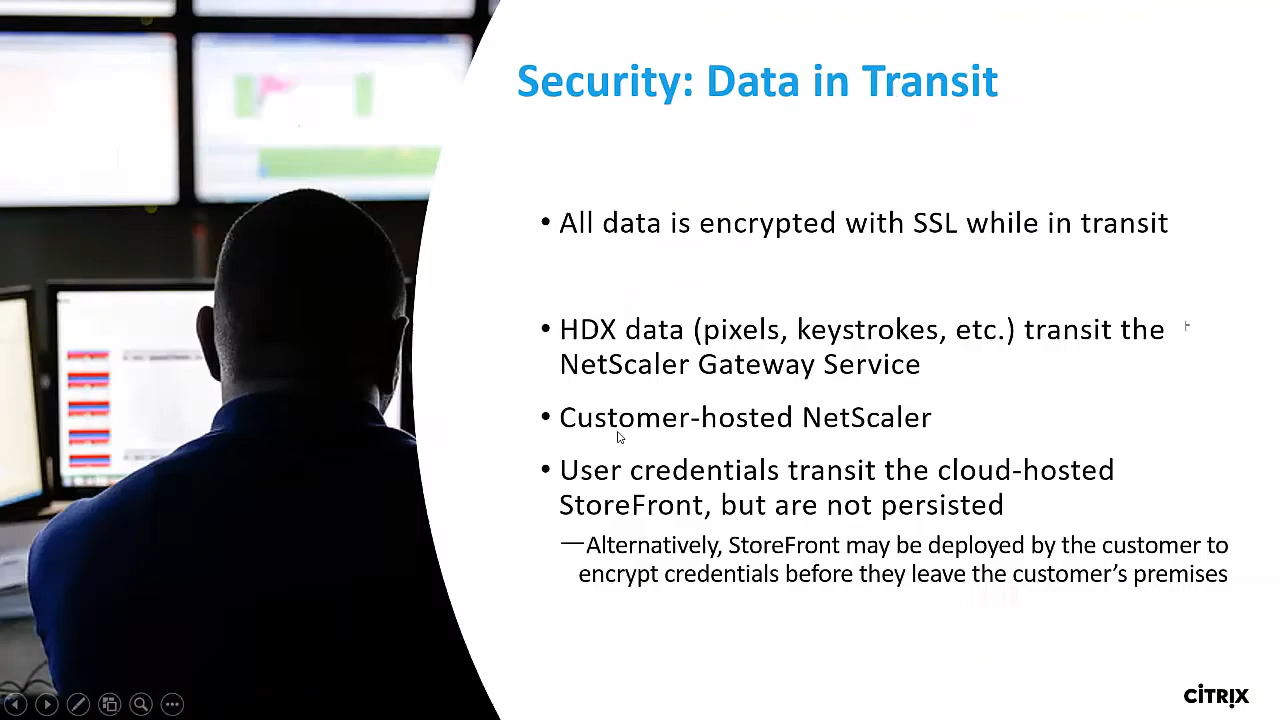 Security: Data in Transit
• All data is encrypted with SSL while in transit
• HDX data (pixels, keystrokes, etc.) transit the
NetScaler Gateway Service
• Customer-hosted NetScaler
• User credentials transit the cloud-hosted
StoreFront, but are not persisted
—Alternatively, StoreFront may be deployed by the customer to
encrypt credentials before they leave the customer’s premises
CİTRIX